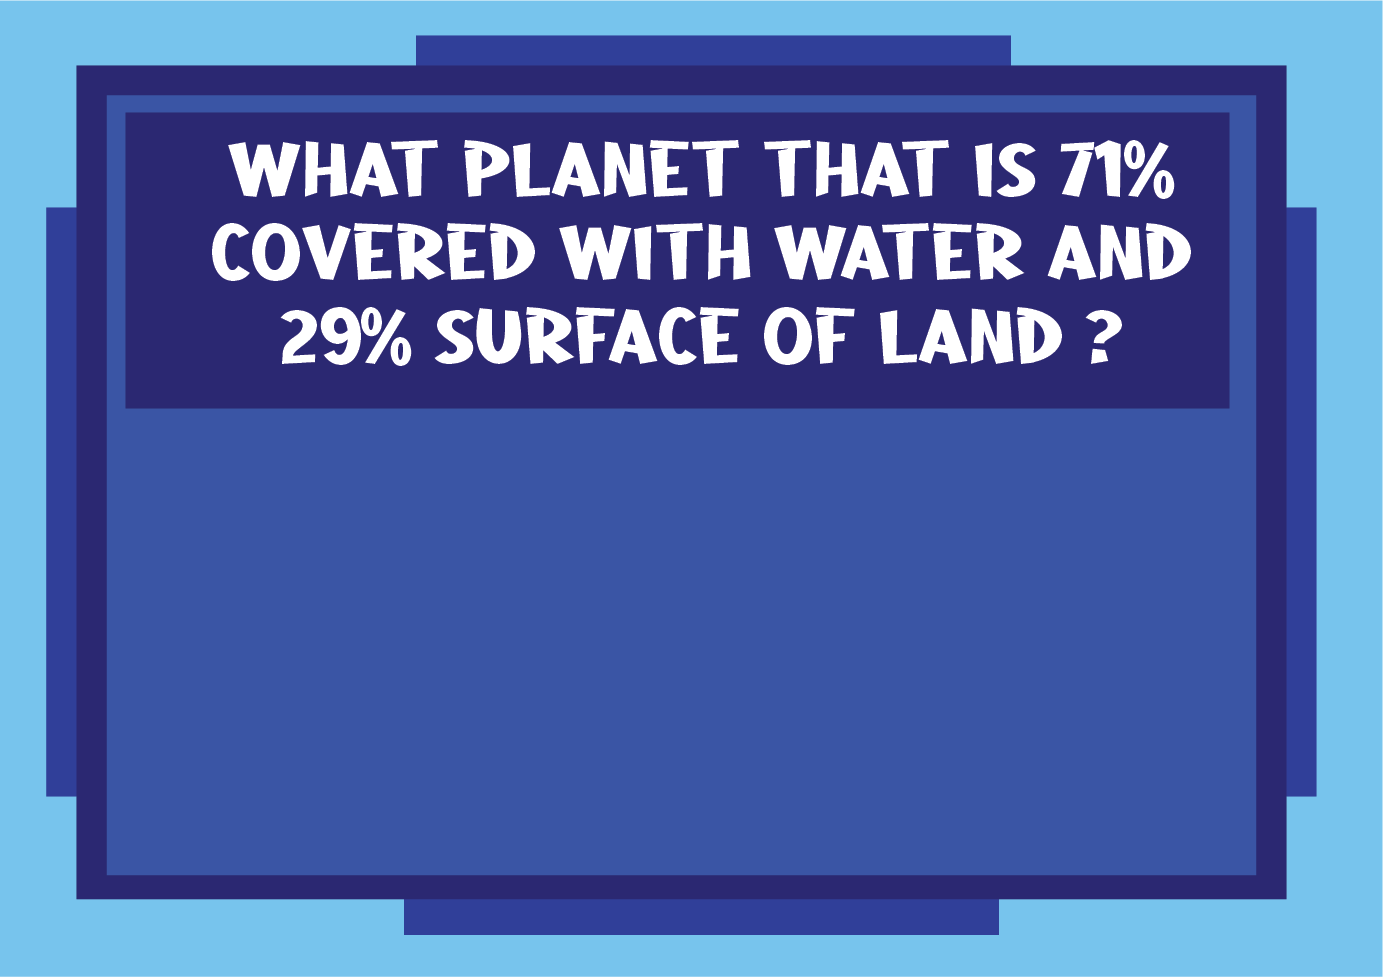 WHAT PLANET THAT IS 71%
COVERED WITH WATER AND
29% SURFACE OF LAND ?